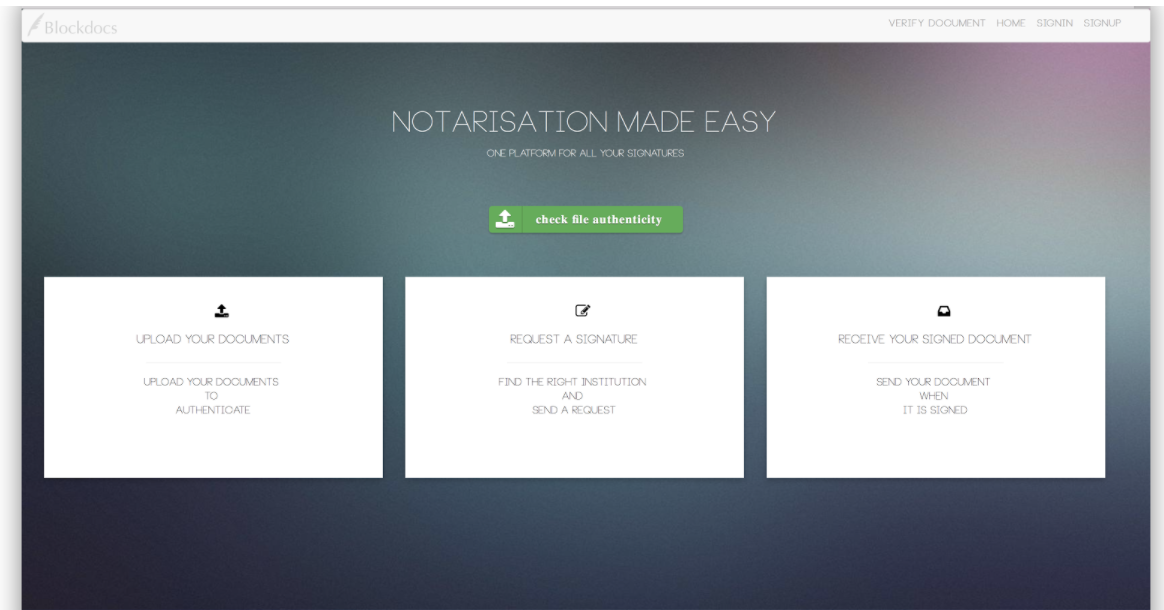 Blockdocs
VERIFY DOCUMENT HOME SIGNIN SIGNUP
NOTARISATION MADE EASY
ONE PLATFORM FOR ALL YOUR SIGNATURES
check file authenticity
UPLOAD YOUR DOCUMENTS
UPLOAD YOUR DOCUMENTS
TO
AUTHENTICATE
REQUEST A SIGNATURE
FIND THE RIGHT INSTITUTION
AND
SEND A REQUEST
RECEIVE YOUR SIGNED DOCUMENT
SEND YOUR DOCUMENT
WHEN
IT IS SIGNED